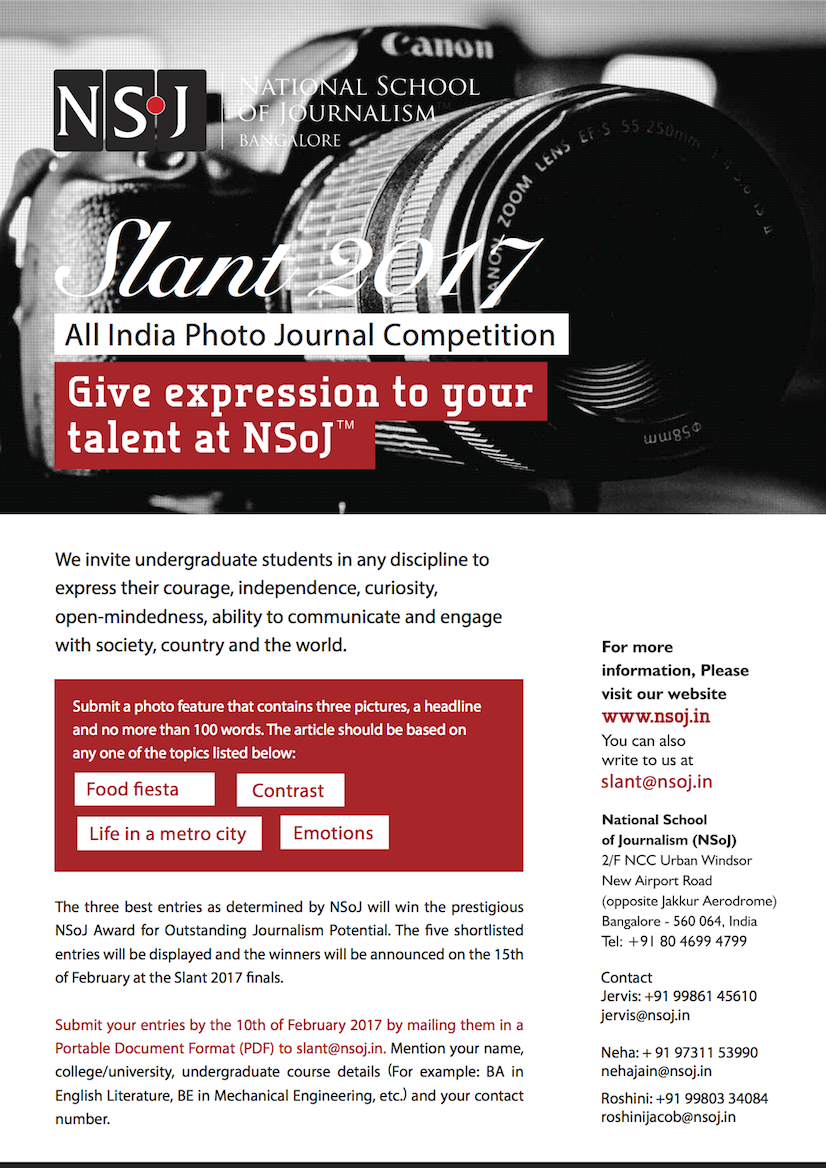 Canon
NSJ
NATIONAL SCHOOL
OF JOURNALISM™
BANGALORE
CANON ZOOM LENS EF-S 55-250mm
Slant 2017
All India Photo Journal Competition
Give expression to your
talent at NSoJ™
ø58mm
We invite undergraduate students in any discipline to
express their courage, independence, curiosity,
open-mindedness, ability to communicate and engage
with society, country and the world.
Submit a photo feature that contains three pictures, a headline
and no more than 100 words. The article should be based on
any one of the topics listed below:
Food fiesta
Contrast
Life in a metro city
Emotions
The three best entries as determined by NSoJ will win the prestigious
NSoJ Award for Outstanding Journalism Potential. The five shortlisted
entries will be displayed and the winners will be announced on the 15th
of February at the Slant 2017 finals.
Submit your entries by the 10th of February 2017 by mailing them in a
Portable Document Format (PDF) to slant@nsoj.in. Mention your name,
college/university, undergraduate course details (For example: BA in
English Literature, BE in Mechanical Engineering, etc.) and your contact
number.
For more
information, Please
visit our website
www.nsoj.in
You can also
write to us at
slant@nsoj.in
National School
of Journalism (NSoJ)
2/F NCC Urban Windsor
New Airport Road
(opposite Jakkur Aerodrome)
Bangalore - 560 064, India
Tel: +91 80 4699 4799
Contact
Jervis: +91 99861 45610
jervis@nsoj.in
Neha: + 91 97311 53990
nehajain@nsoj.in
Roshini: +91 99803 34084
roshinijacob@nsoj.in